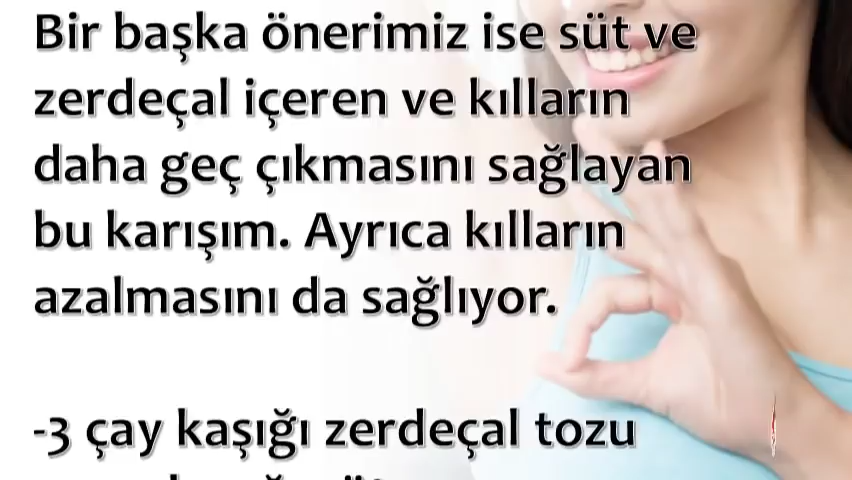 Bir başka önerimiz ise süt ve
zerdeçal içeren ve kılların
daha geç çıkmasını sağlayan
bu karışım. Ayrıca kılların
azalmasını da sağlıyor.
-3 çay kaşığı zerdeçal tozu